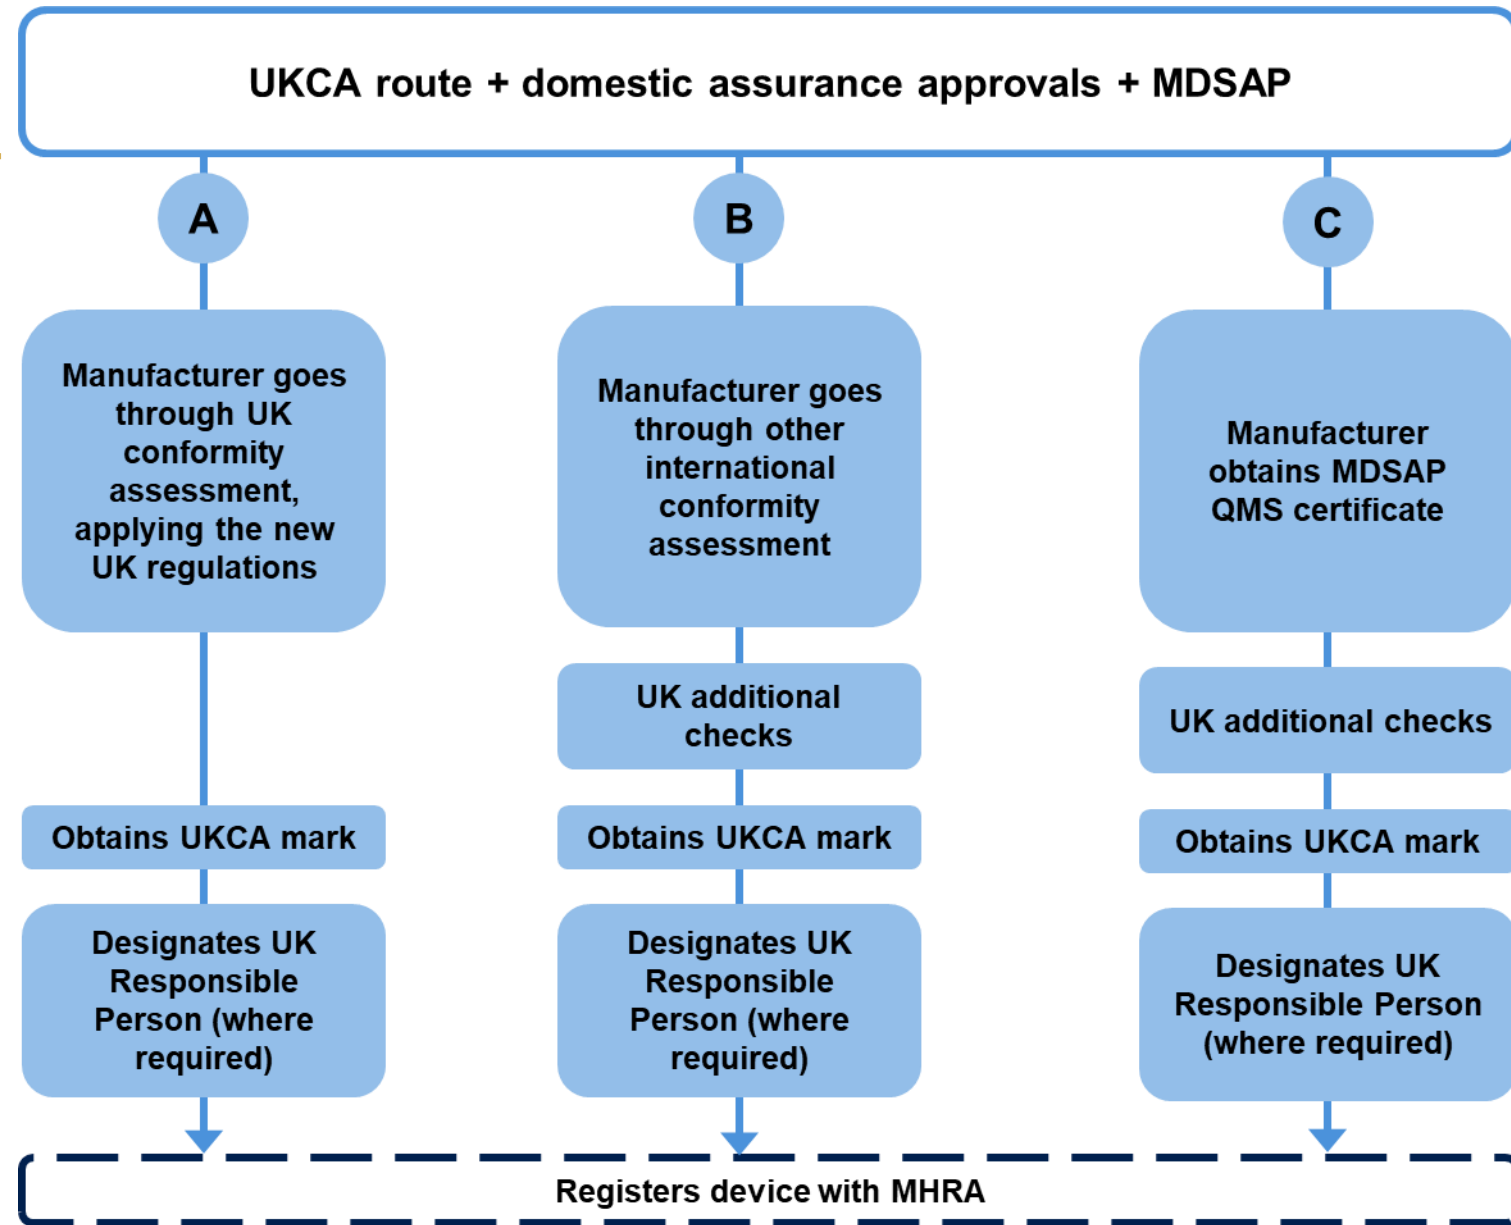 UKCA route + domestic assurance approvals + MDSAP
A
Manufacturer goes
through UK
conformity
assessment,
applying the new
UK regulations
Obtains UKCA mark
Designates UK
Responsible
Person (where
required)
B
Manufacturer goes
through other
international
conformity
assessment
UK additional
checks
Obtains UKCA mark
Designates UK
Responsible
Person (where
required)
C
Manufacturer
obtains MDSAP
QMS certificate
UK additional checks
Obtains UKCA mark
Designates UK
Responsible Person
(where required)
Registers device with MHRA